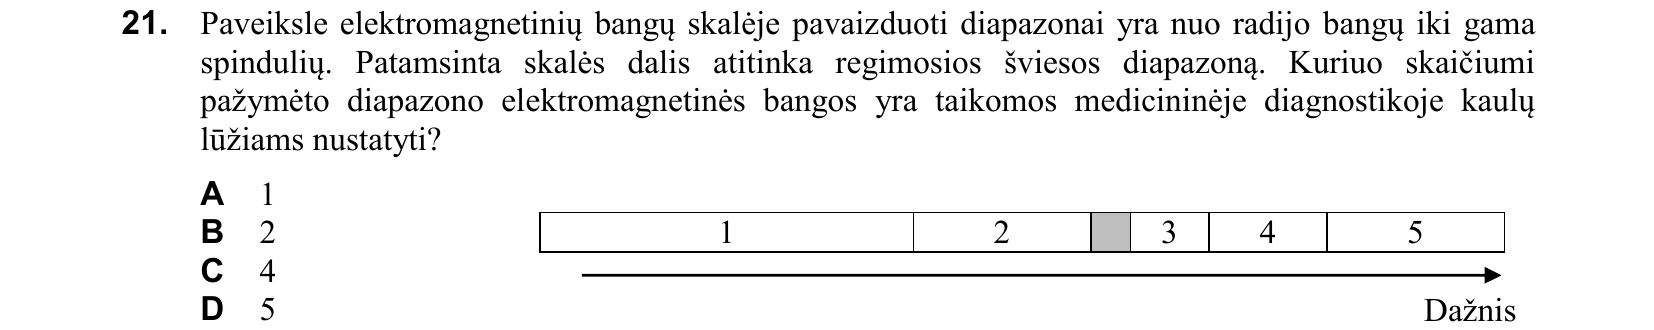 21. Paveiksle elektromagnetinių bangų skalėje pavaizduoti diapazonai yra nuo radijo bangų iki gama
spindulių. Patamsinta skalės dalis atitinka regimosios šviesos diapazoną. Kuriuo skaičiumi
pažymėto diapazono elektromagnetinės bangos yra taikomos medicininėje diagnostikoje kaulų
lūžiams nustatyti?
A 1
B 2
C 4
D 5
1 2 3 4 5
Dažnis